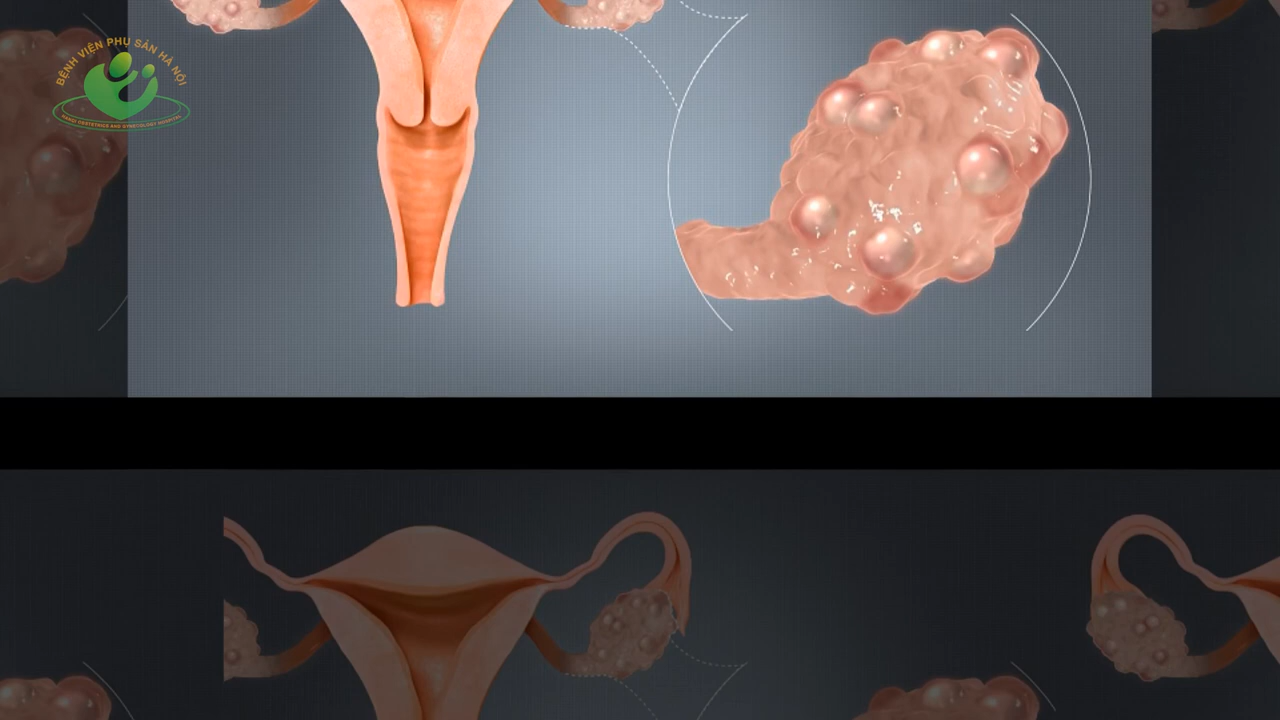 BỆNH VIỆN PHỤ SẢN HÀ NỘI
HANOI OBSTETRICS AND GYNECOLOGY HOSPITAL